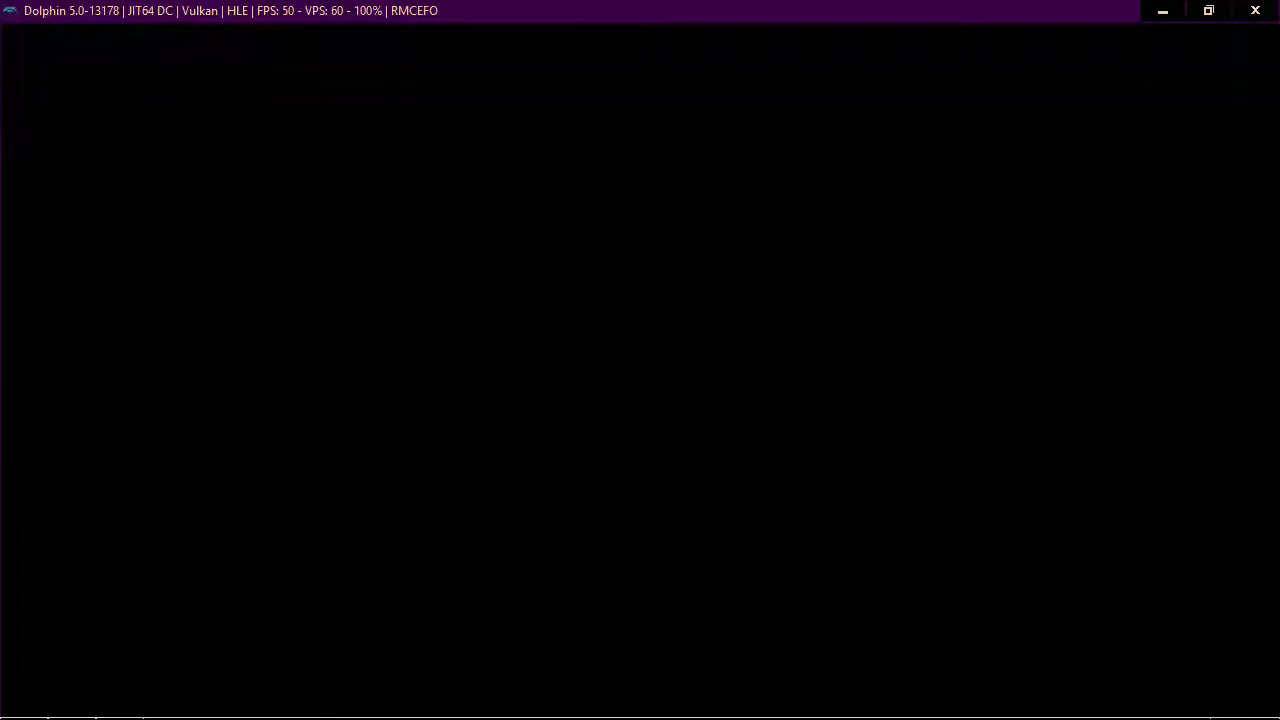 Dolphin 5.0-13178 | JIT64 DC | Vulkan | HLE | FPS: 50 - VPS: 60 - 100% | RMCEFO